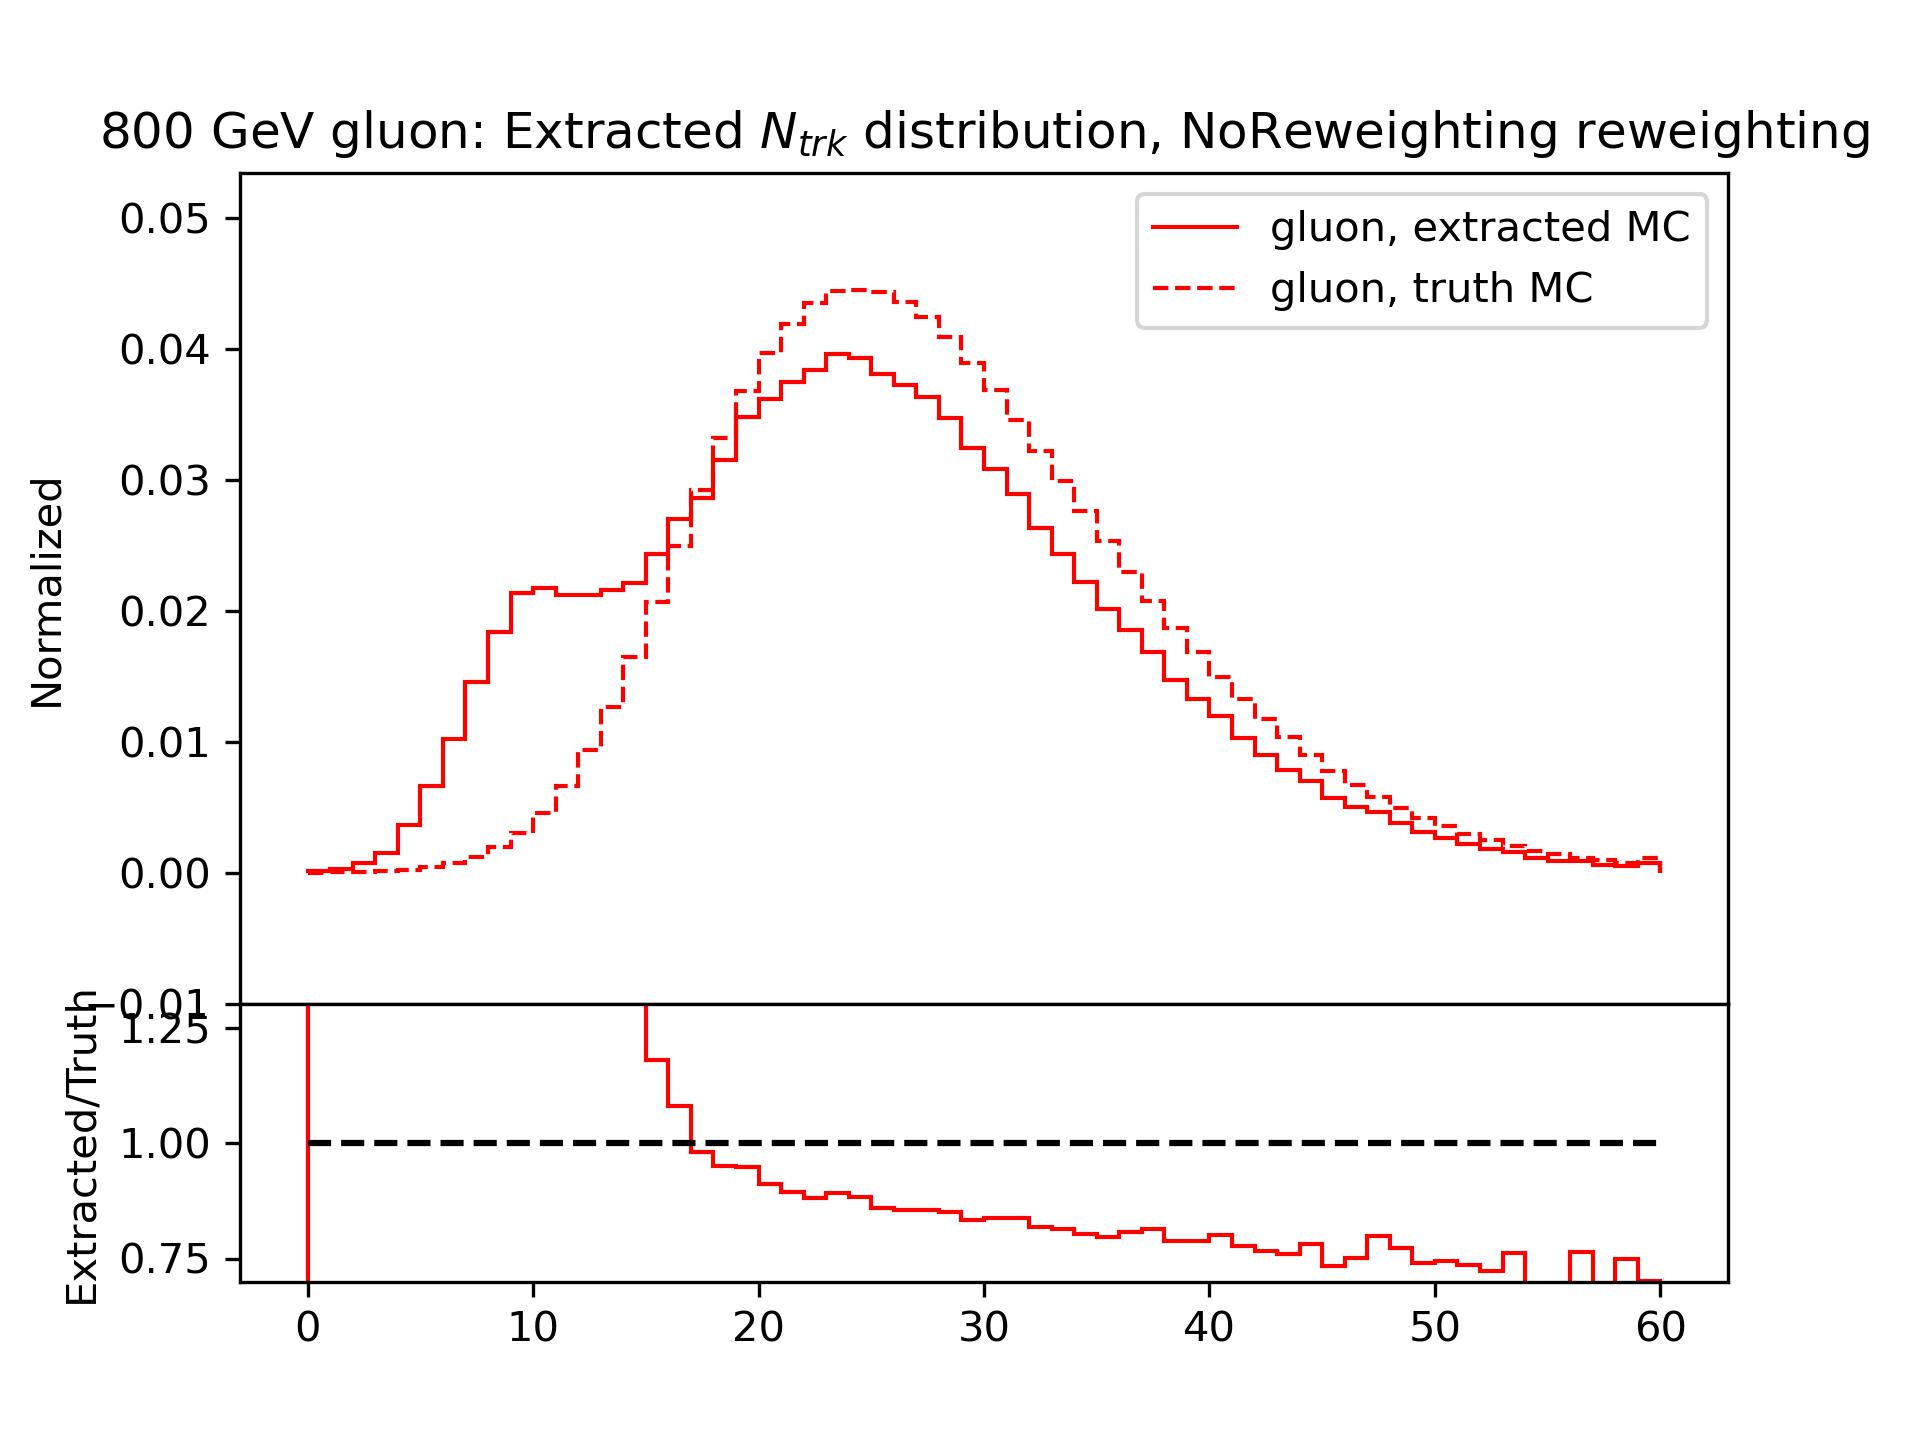 800 GeV gluon: Extracted N_trk distribution, NoReweighting reweighting
gluon, extracted MC
gluon, truth MC
Normalized
0.05
0.04
0.03
0.02
0.01
0.00
−0.01
Extracted/Truth
1.25
1.00
0.75
0 10 20 30 40 50 60